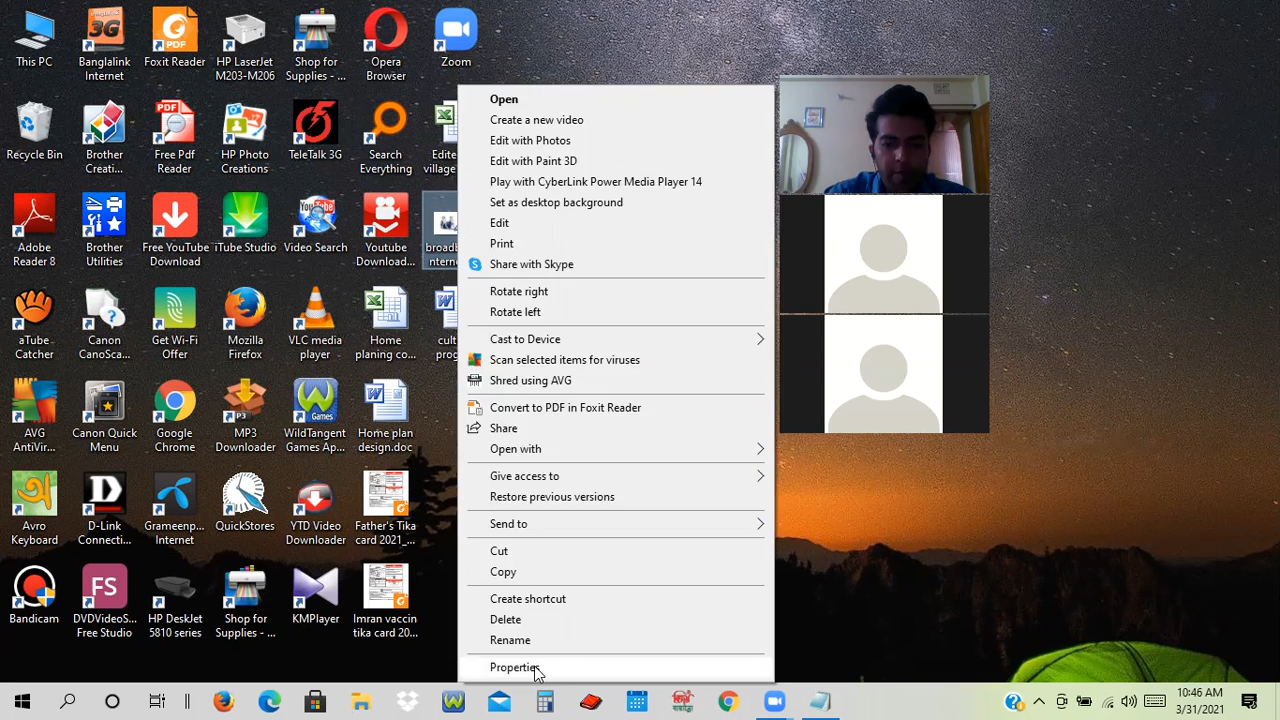 This PC
Banglalink
Internet
Foxit Reader
HP LaserJet
M203-M206
Shop for
Supplies - ...
Opera
Browser
Zoom
Recycle Bin
Brother
Creati...
Free Pdf
Reader
HP Photo
Creations
TeleTalk 3G
Search
Everything
Edite
village
Adobe
Reader 8
Brother
Utilities
Free YouTube
Download
iTube Studio
Video Search
Youtube
Download...
broadb
nterne
aTube
Catcher
Canon
CanoSca...
Get Wi-Fi
Offer
Mozilla
Firefox
VLC media
player
Home
planing co...
cult
prog
AVG
AntiVir...
Canon Quick
Menu
Google
Chrome
MP3
Downloader
WildTangent
Games Ap...
Home plan
design.doc
Avro
Keyboard
D-Link
Connecti...
Grameenp...
Internet
QuickStores
YTD Video
Downloader
Father's Tika
card 2021_...
Bandicam
DVDVideoS...
Free Studio
HP DeskJet
5810 series
Shop for
Supplies - ...
KMPlayer
Imran vaccin
tika card 20...
Open
Create a new video
Edit with Photos
Edit with Paint 3D
Play with CyberLink Power Media Player 14
Set as desktop background
Edit
Print
Share with Skype
Rotate right
Rotate left
Cast to Device
Scan selected items for viruses
Shred using AVG
Convert to PDF in Foxit Reader
Share
Open with
Give access to
Restore previous versions
Send to
Cut
Copy
Create shortcut
Delete
Rename
Properties
10:46 AM
3/31/2021